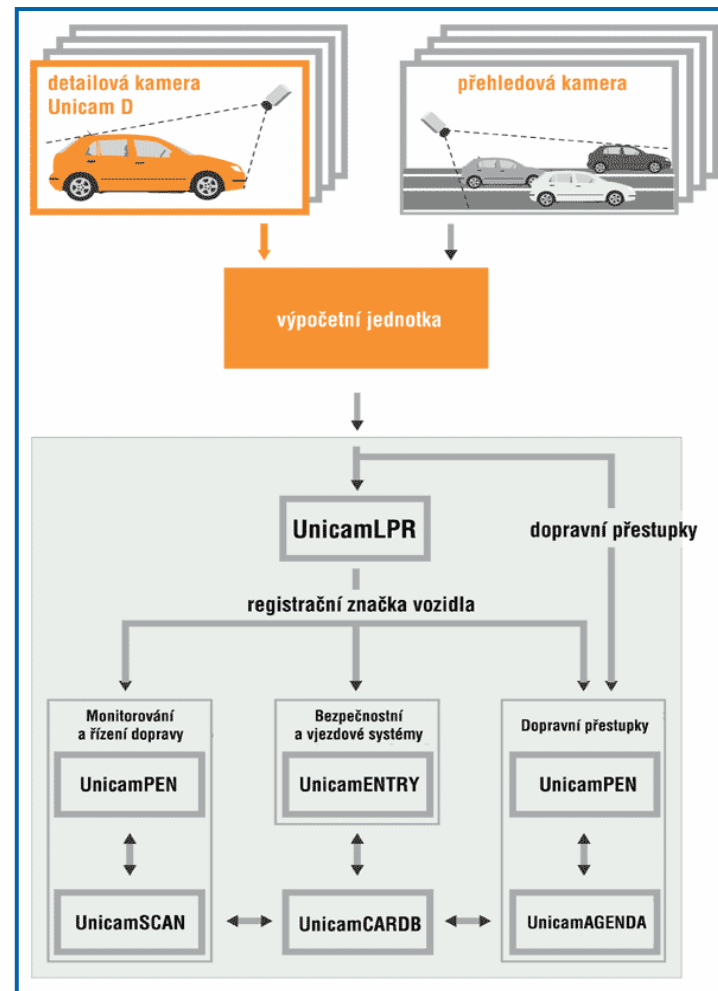 detailová kamera
Unicam D
přehledová kamera
výpočetní jednotka
UnicamLPR
dopravní přestupky
registrační značka vozidla
Monitorování
a řízení dopravy
Bezpečnostní
a vjezdové systémy
Dopravní přestupky
UnicamPEN
UnicamENTRY
UnicamPEN
UnicamSCAN
UnicamCARDB
UnicamAGENDA